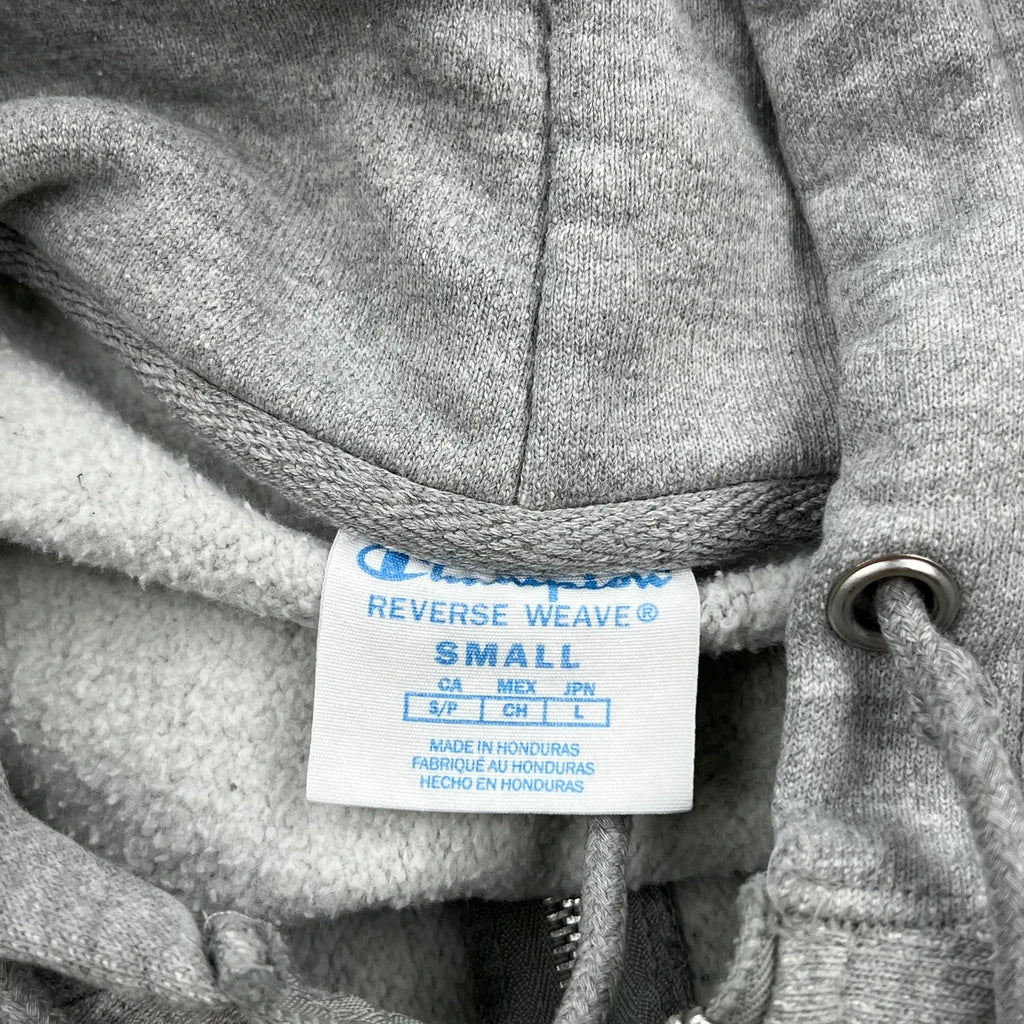 Champion
REVERSE WEAVE®
SMALL
CA MEX JPN
S/P CH L
MADE IN HONDURAS
FABRIQUÉ AU HONDURAS
HECHO EN HONDURAS